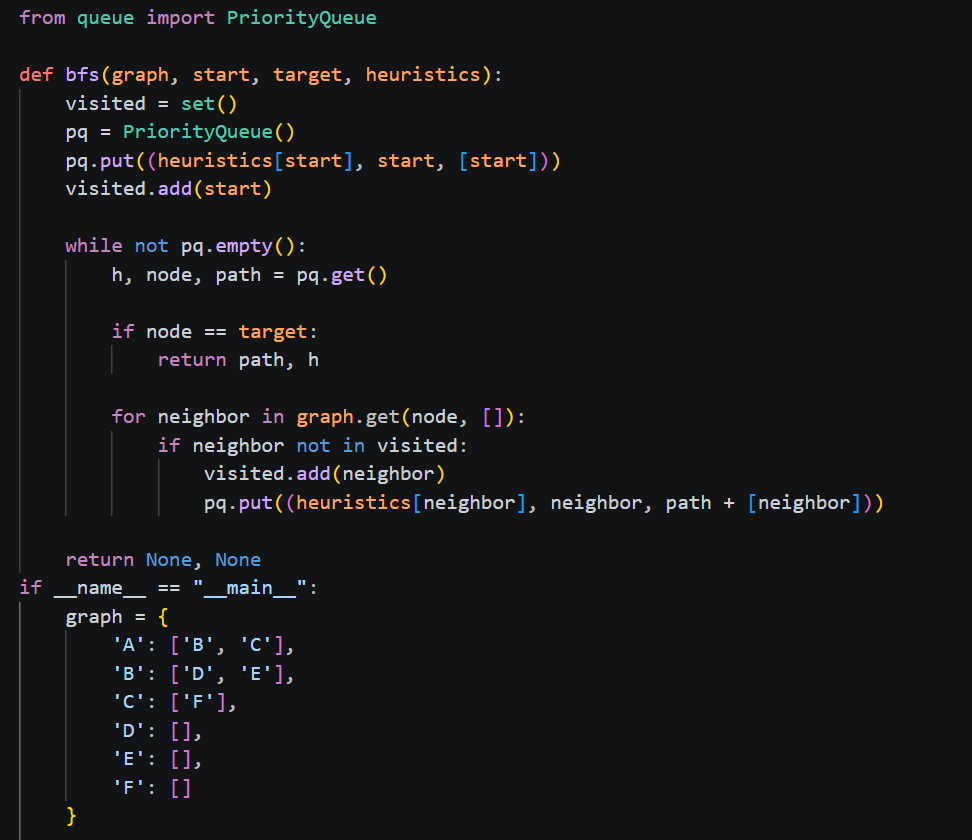 from queue import PriorityQueue

def bfs(graph, start, target, heuristics):
    visited = set()
    pq = PriorityQueue()
    pq.put((heuristics[start], start, [start]))
    visited.add(start)

    while not pq.empty():
        h, node, path = pq.get()

        if node == target:
            return path, h

        for neighbor in graph.get(node, []):
            if neighbor not in visited:
                visited.add(neighbor)
                pq.put((heuristics[neighbor], neighbor, path + [neighbor]))

    return None, None
if __name__ == "__main__":
    graph = {
        'A': ['B', 'C'],
        'B': ['D', 'E'],
        'C': ['F'],
        'D': [],
        'E': [],
        'F': []
    }